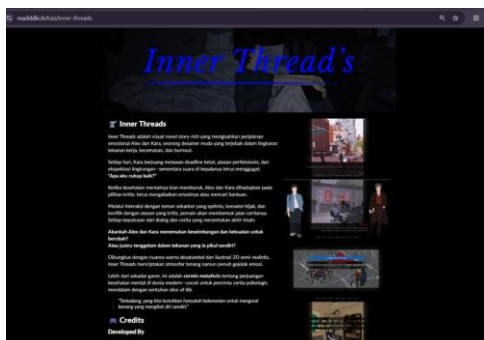 madddk.itch.io/inner-threads
Inner Thread's
Inner Threads
Inner Threads adalah visual novel story-rich yang mengisahkan perjalanan
emosional Alex dan Kara, seorang desainer muda yang terjebak dalam lingkaran
tekanan kerja, kecemasan, dan burnout.
Setiap hari, Kara berjuang melawan deadline ketat, atasan perfeksionis, dan
ekspektasi lingkungan - sementara suara di kepalanya terus menggugat:
"Apa aku cukup baik?"
Ketika kesehatan mentalnya kian memburuk, Alex dan Kara dihadapkan pada
pilihan kritis: terus mengabaikan emosinya atau mencari bantuan.
Melalui interaksi dengan teman sekantor yang optimis, konselor bijak, dan
konflik dengan atasan yang kritis, pemain akan membentuk jalan ceritanya.
Setiap keputusan dari dialog dan cerita yang menentukan akhir kisah:
Akankah Alex dan Kara menemukan keseimbangan dan kekuatan untuk
berubah?
Atau justru tenggelam dalam tekanan yang ia pikul sendiri?
Dibungkus dengan nuansa warna desaturated dan ilustrasi 2D semi-realistis,
Inner Threads menciptakan atmosfer tenang namun penuh gejolak emosi.
Lebih dari sekadar game, ini adalah cermin metaforis tentang perjuangan
kesehatan mental di dunia modern - cocok untuk pencinta cerita psikologis
mendalam dengan sentuhan slice of life.
"Terkadang, yang kita butuhkan hanyalah keberanian untuk mengurai
benang yang mengikat diri sendiri."
Credits
Developed By